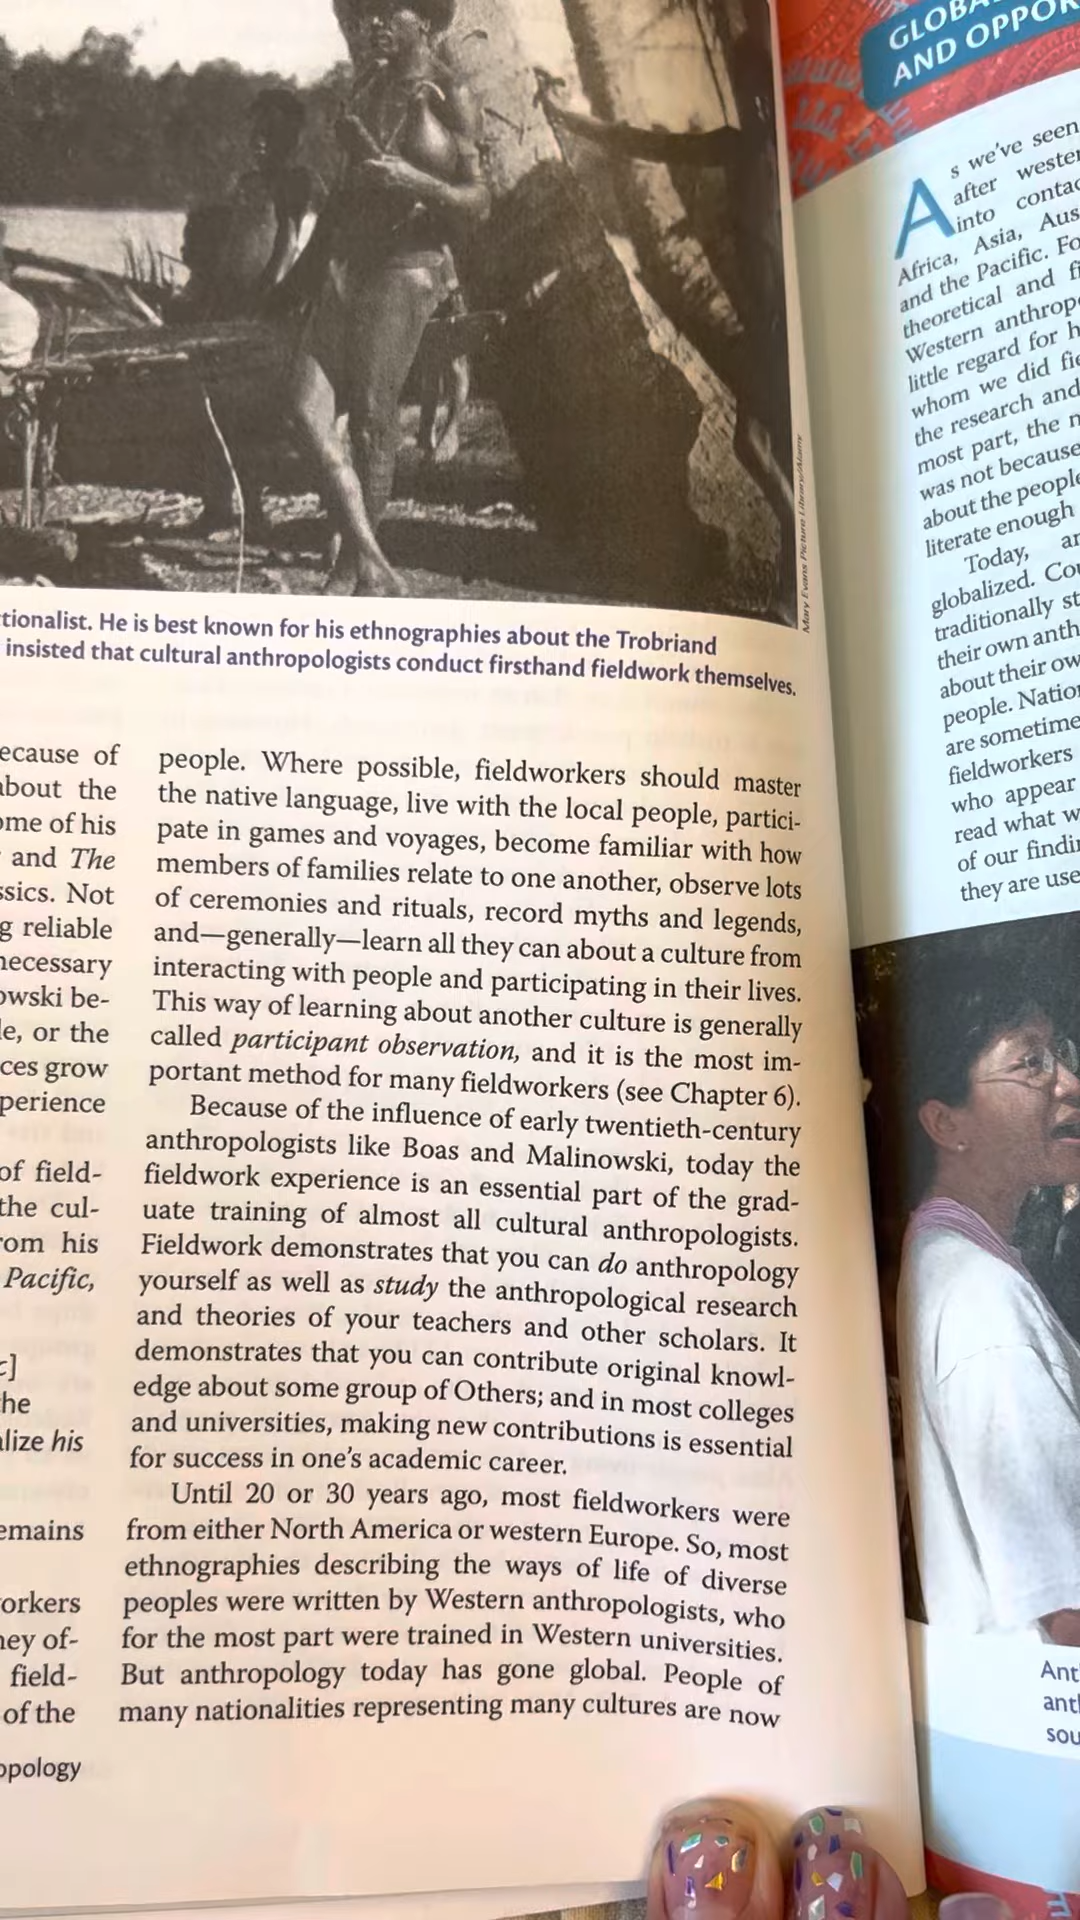 Mary Evans Picture Library/Alamy
tionalist. He is best known for his ethnographies about the Trobriand
insisted that cultural anthropologists conduct firsthand fieldwork themselves.
ecause of
about the
ome of his
and The
ssics. Not
g reliable
necessary
owski be-
le, or the
ces grow
perience
of field-
the cul-
rom his
Pacific,
c]
he
alize his
emains
orkers
hey of-
field-
of the
opology
people. Where possible, fieldworkers should master
the native language, live with the local people, partici-
pate in games and voyages, become familiar with how
members of families relate to one another, observe lots
of ceremonies and rituals, record myths and legends,
and—generally—learn all they can about a culture from
interacting with people and participating in their lives.
This way of learning about another culture is generally
called participant observation, and it is the most im-
portant method for many fieldworkers (see Chapter 6).
Because of the influence of early twentieth-century
anthropologists like Boas and Malinowski, today the
fieldwork experience is an essential part of the grad-
uate training of almost all cultural anthropologists.
Fieldwork demonstrates that you can do anthropology
yourself as well as study the anthropological research
and theories of your teachers and other scholars. It
demonstrates that you can contribute original knowl-
edge about some group of Others; and in most colleges
and universities, making new contributions is essential
for success in one's academic career.
Until 20 or 30 years ago, most fieldworkers were
from either North America or western Europe. So, most
ethnographies describing the ways of life of diverse
peoples were written by Western anthropologists, who
for the most part were trained in Western universities.
But anthropology today has gone global. People of
many nationalities representing many cultures are now
GLOBA
AND OPPOR
As we've seen
after wester
into contac
Africa, Asia, Aus
and the Pacific. Fo
theoretical and fi
Western anthrop
little regard for h
whom we did fie
the research and
most part, the
was not because
about the people
literate enough
Today, an
globalized. Cou
traditionally st
their own anth
about their ow
people. Nation
are sometime
fieldworkers
who appear
read what w
of our findin
they are use
Ant
anth
sou